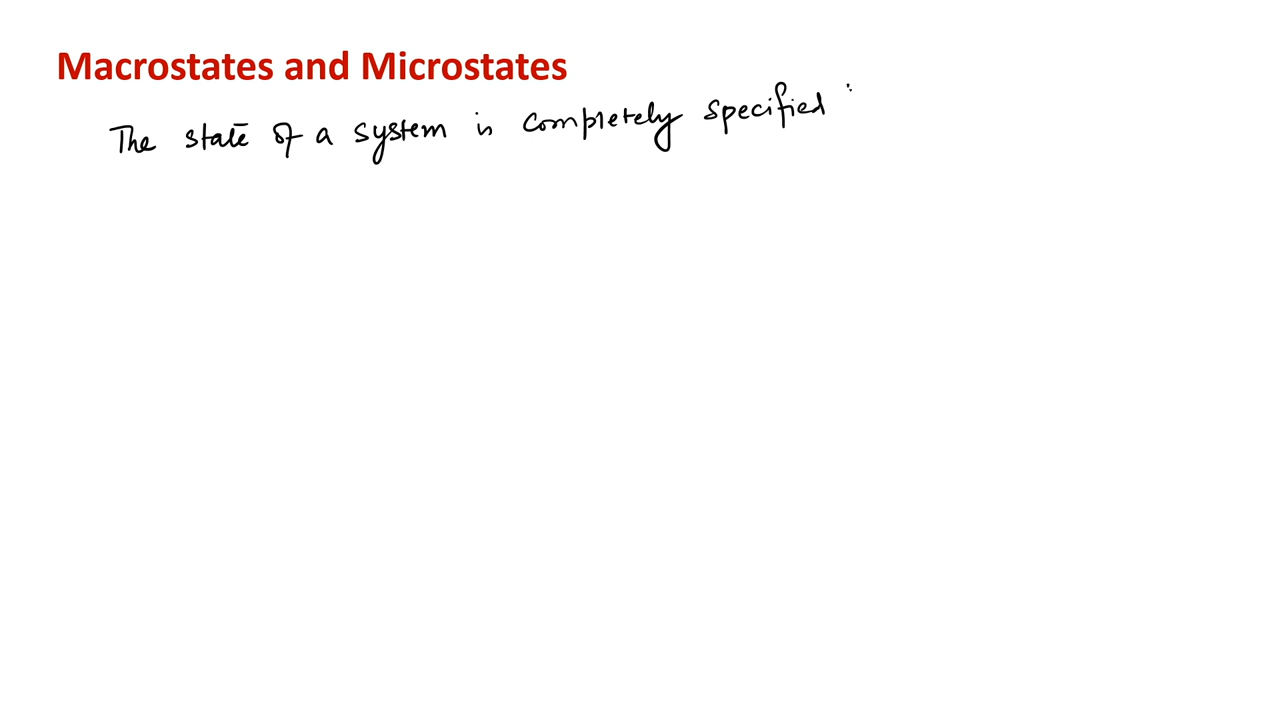 Macrostates and Microstates
The state of a system is completely specified